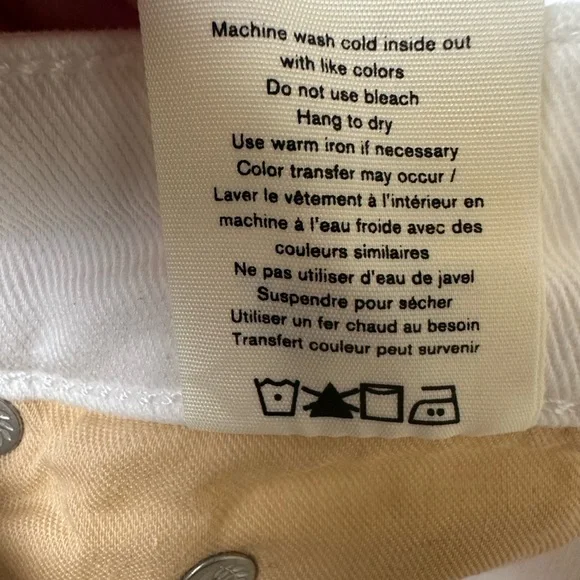 Machine wash cold inside out
with like colors
Do not use bleach
Hang to dry
Use warm iron if necessary
Color transfer may occur /
Laver le vêtement à l'intérieur en
machine à l'eau froide avec des
couleurs similaires
Ne pas utiliser d'eau de javel
Suspendre pour sécher
Utiliser un fer chaud au besoin
Transfert couleur peut survenir